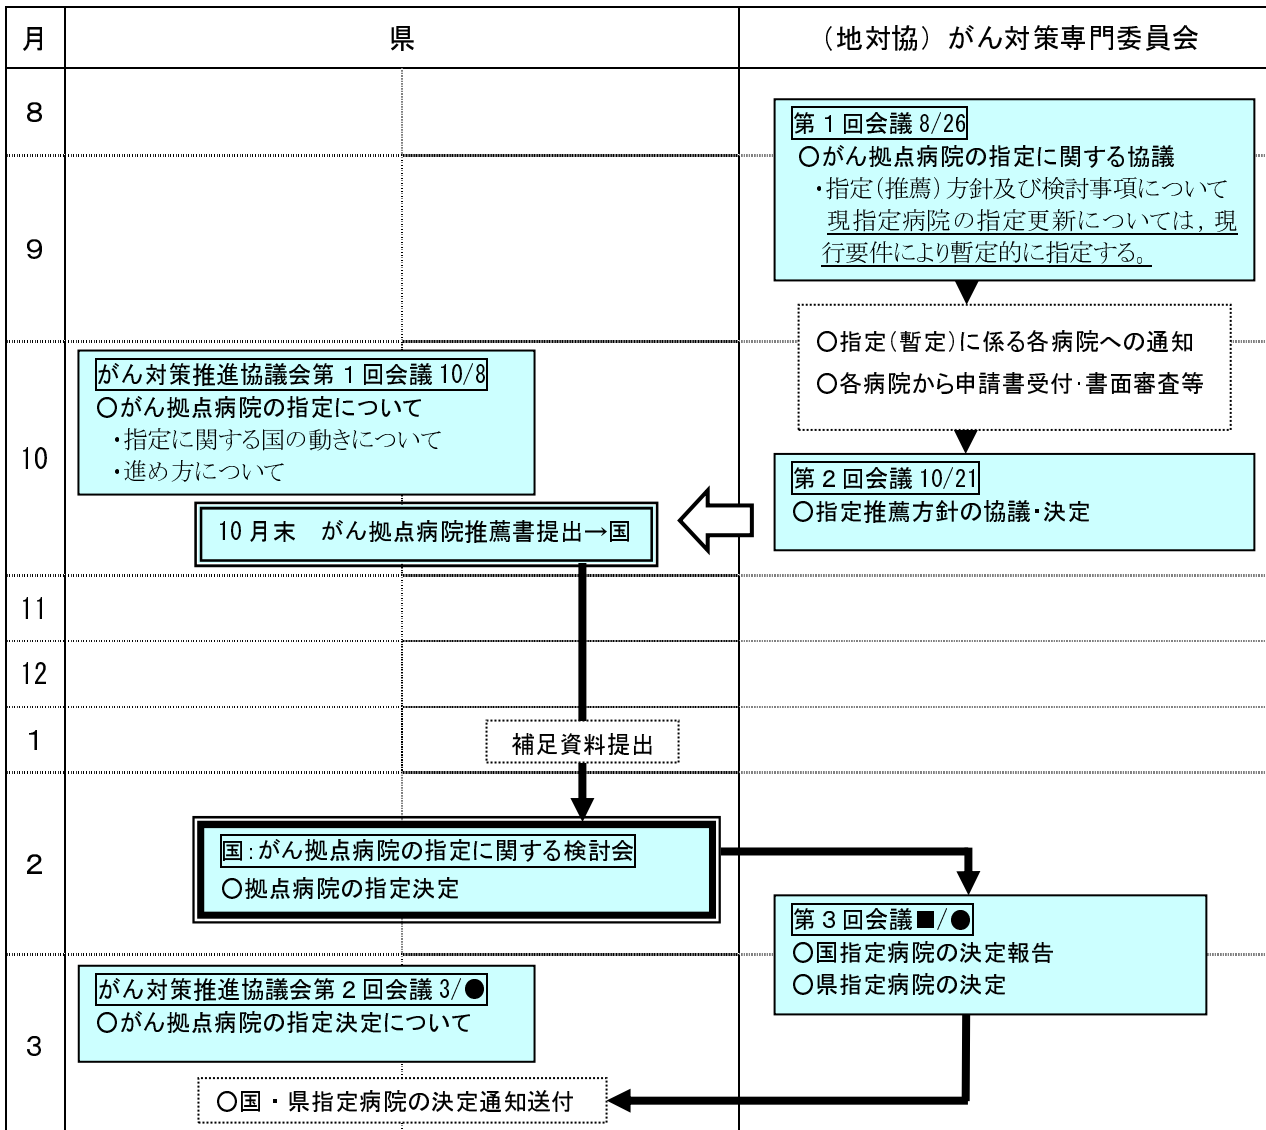 月
県
（地対協）がん対策専門委員会
8
第1回会議 8/26
〇がん拠点病院の指定に関する協議
・指定（推薦）方針及び検討事項について
現指定病院の指定更新については，現
行要件により暫定的に指定する。
9
〇指定（暫定）に係る各病院への通知
〇各病院から申請書受付・書面審査等
10
がん対策推進協議会第1回会議 10/8
〇がん拠点病院の指定について
・指定に関する国の動きについて
・進め方について
第2回会議 10/21
〇指定推薦方針の協議・決定
10月末　がん拠点病院推薦書提出→国
11
12
1
補足資料提出
2
国：がん拠点病院の指定に関する検討会
〇拠点病院の指定決定
第3回会議■/●
〇国指定病院の決定報告
〇県指定病院の決定
3
がん対策推進協議会第2回会議 3/●
〇がん拠点病院の指定決定について
〇国・県指定病院の決定通知送付